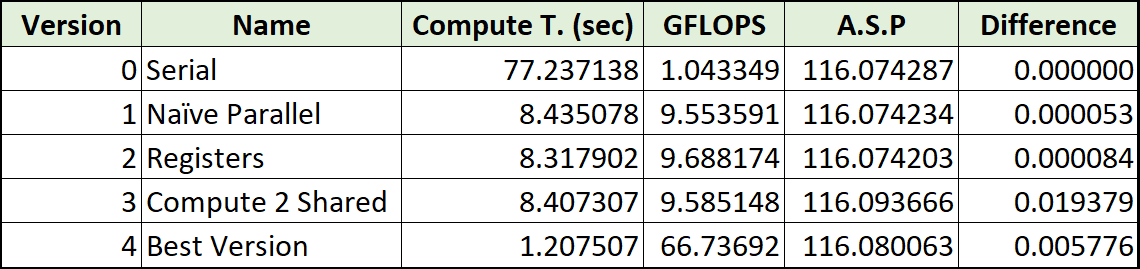 Version Name Compute T. (sec) GFLOPS A.S.P Difference
0 Serial 77.237138 1.043349 116.074287 0.000000
1 Naïve Parallel 8.435078 9.553591 116.074234 0.000053
2 Registers 8.317902 9.688174 116.074203 0.000084
3 Compute 2 Shared 8.407307 9.585148 116.093666 0.019379
4 Best Version 1.207507 66.73692 116.080063 0.005776